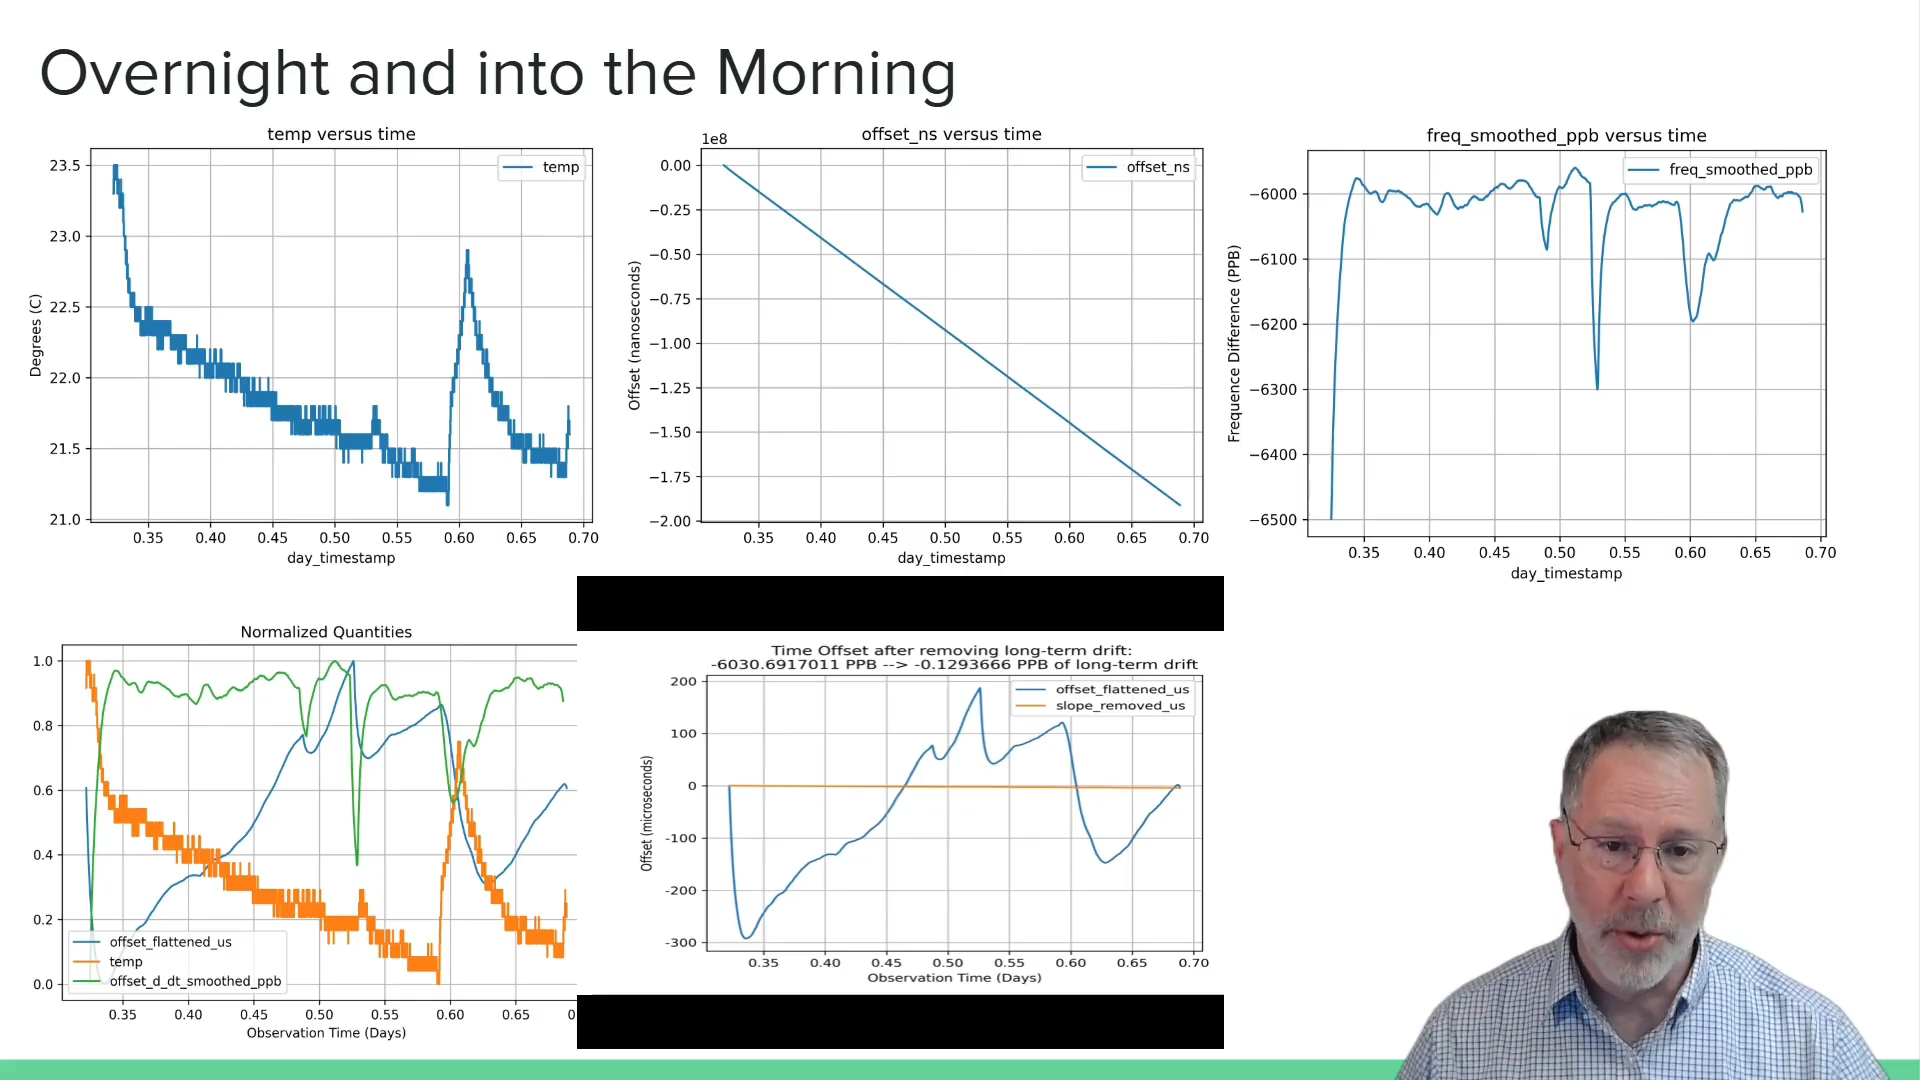 Overnight and into the Morning
temp versus time
temp
23.5
23.0
22.5
22.0
21.5
21.0
Degrees (C)
0.35 0.40 0.45 0.50 0.55 0.60 0.65 0.70
day_timestamp
offset_ns versus time
1e8
offset_ns
0.00
−0.25
−0.50
−0.75
−1.00
−1.25
−1.50
−1.75
−2.00
Offset (nanoseconds)
0.35 0.40 0.45 0.50 0.55 0.60 0.65 0.70
day_timestamp
freq_smoothed_ppb versus time
freq_smoothed_ppb
−6000
−6100
−6200
−6300
−6400
−6500
Frequence Difference (PPB)
0.35 0.40 0.45 0.50 0.55 0.60 0.65 0.70
day_timestamp
Normalized Quantities
1.0
0.8
0.6
0.4
0.2
0.0
offset_flattened_us
temp
offset_d_dt_smoothed_ppb
0.35 0.40 0.45 0.50 0.55 0.60 0.65 0
Observation Time (Days)
Time Offset after removing long-term drift:
-6030.6917011 PPB --> -0.1293666 PPB of long-term drift
offset_flattened_us
slope_removed_us
200
100
0
-100
-200
-300
Offset (microseconds)
0.35 0.40 0.45 0.50 0.55 0.60 0.65 0.70
Observation Time (Days)